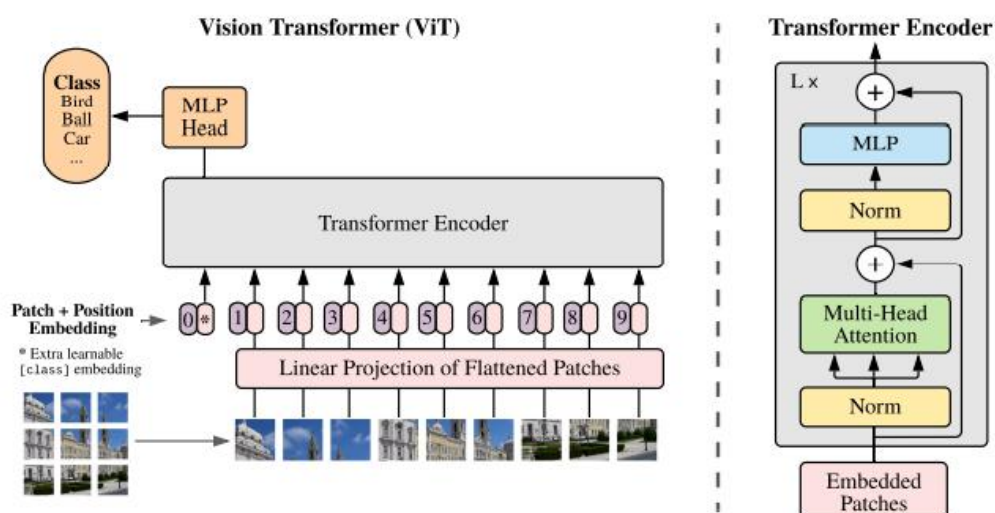 Vision Transformer (ViT)
Class
Bird
Ball
Car
...
MLP
Head
Transformer Encoder
Patch + Position
Embedding
* Extra learnable
[class] embedding
0 *
1
2
3
4
5
6
7
8
9
Linear Projection of Flattened Patches
Transformer Encoder
L ×
+
MLP
Norm
+
Multi-Head
Attention
Norm
Embedded
Patches